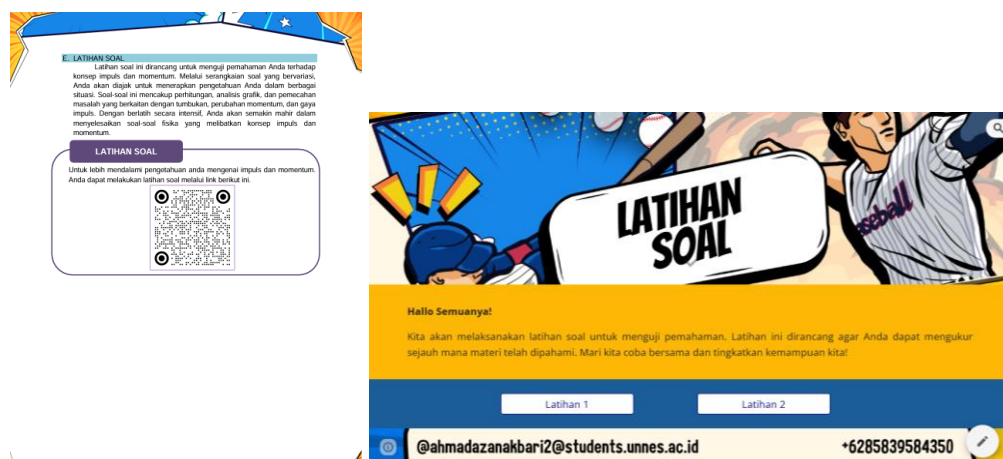 E. LATIHAN SOAL
Latihan soal ini dirancang untuk menguji pemahaman Anda terhadap
konsep impuls dan momentum. Melalui serangkaian soal yang bervariasi,
Anda akan diajak untuk menerapkan pengetahuan Anda dalam berbagai
situasi. Soal-soal ini mencakup perhitungan, analisis grafik, dan pemecahan
masalah yang berkaitan dengan tumbukan, perubahan momentum, dan gaya
impuls. Dengan berlatih secara intensif, Anda akan semakin mahir dalam
menyelesaikan soal-soal fisika yang melibatkan konsep impuls dan
momentum.
LATIHAN SOAL
Untuk lebih mendalami pengetahuan anda mengenai impuls dan momentum.
Anda dapat melakukan latihan soal melalui link berikut ini.
LATIHAN
SOAL
Baseball
Hallo Semuanya!
Kita akan melaksanakan latihan soal untuk menguji pemahaman. Latihan ini dirancang agar Anda dapat mengukur
sejauh mana materi telah dipahami. Mari kita coba bersama dan tingkatkan kemampuan kita!
Latihan 1
Latihan 2
@ahmadazanakbari2@students.unnes.ac.id
+6285839584350